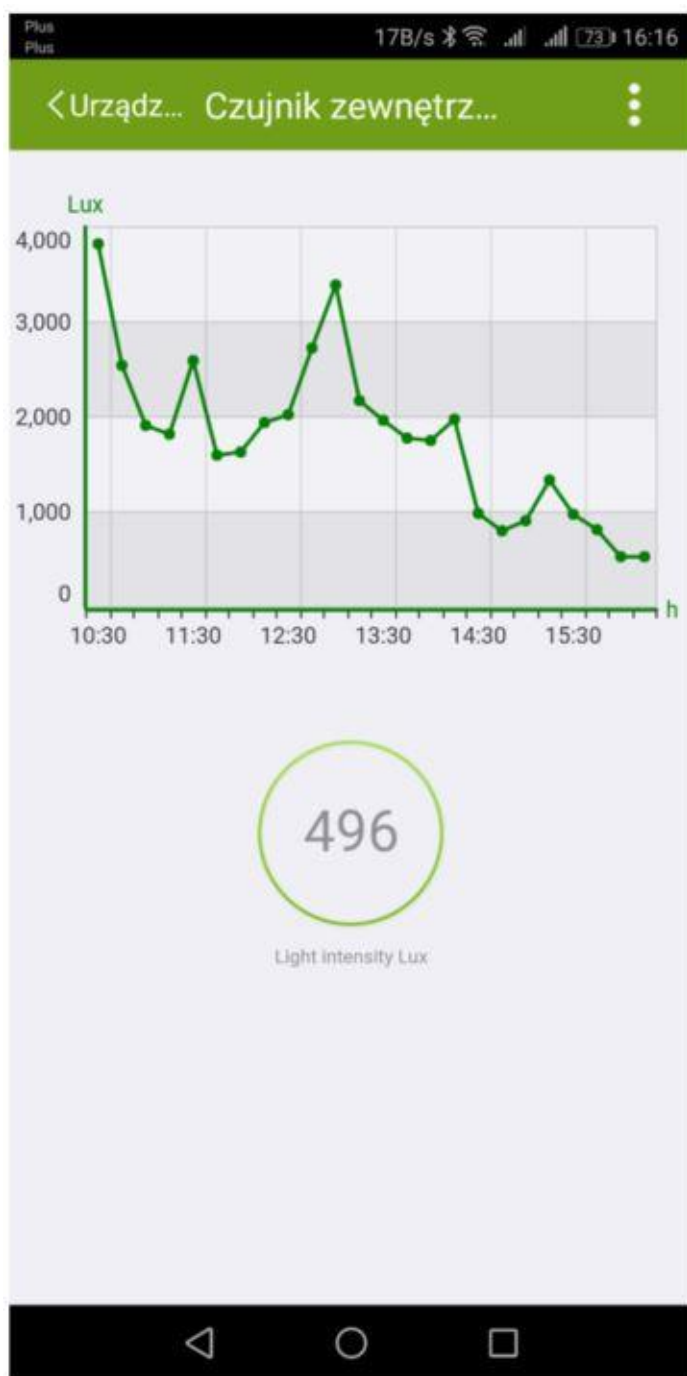 Plus
Plus
17B/s 73 16:16
<Urządz... Czujnik zewnętrz...
Lux
4,000
3,000
2,000
1,000
0
h
10:30 11:30 12:30 13:30 14:30 15:30
496
Light intensity Lux